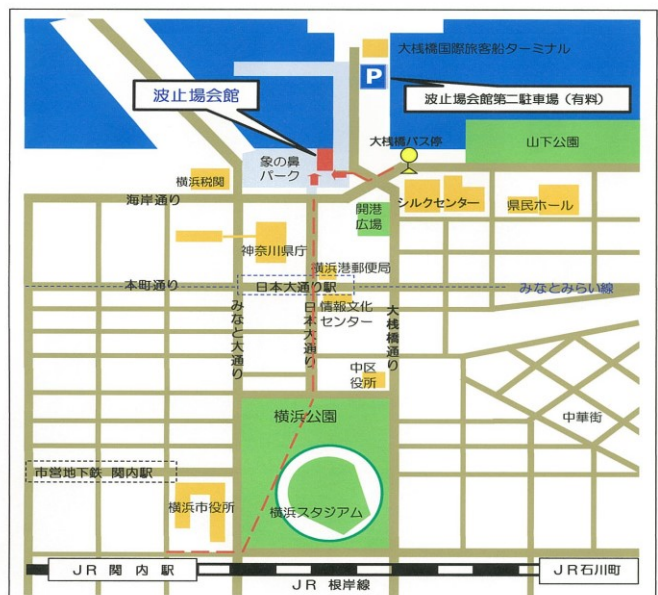 大桟橋国際旅客船ターミナル
P
波止場会館
波止場会館第二駐車場（有料）
大桟橋バス停
山下公園
象の鼻
パーク
横浜税関
海岸通り
シルクセンター
県民ホール
開港
広場
神奈川県庁
横浜港郵便局
本町通り
日本大通り駅
みなとみらい線
情報文化
センター
みなと大通り
日本大通り
大桟橋通り
中区
役所
横浜公園
中華街
市営地下鉄 関内駅
横浜市役所
横浜スタジアム
JR 関内駅
JR石川町
JR 根岸線